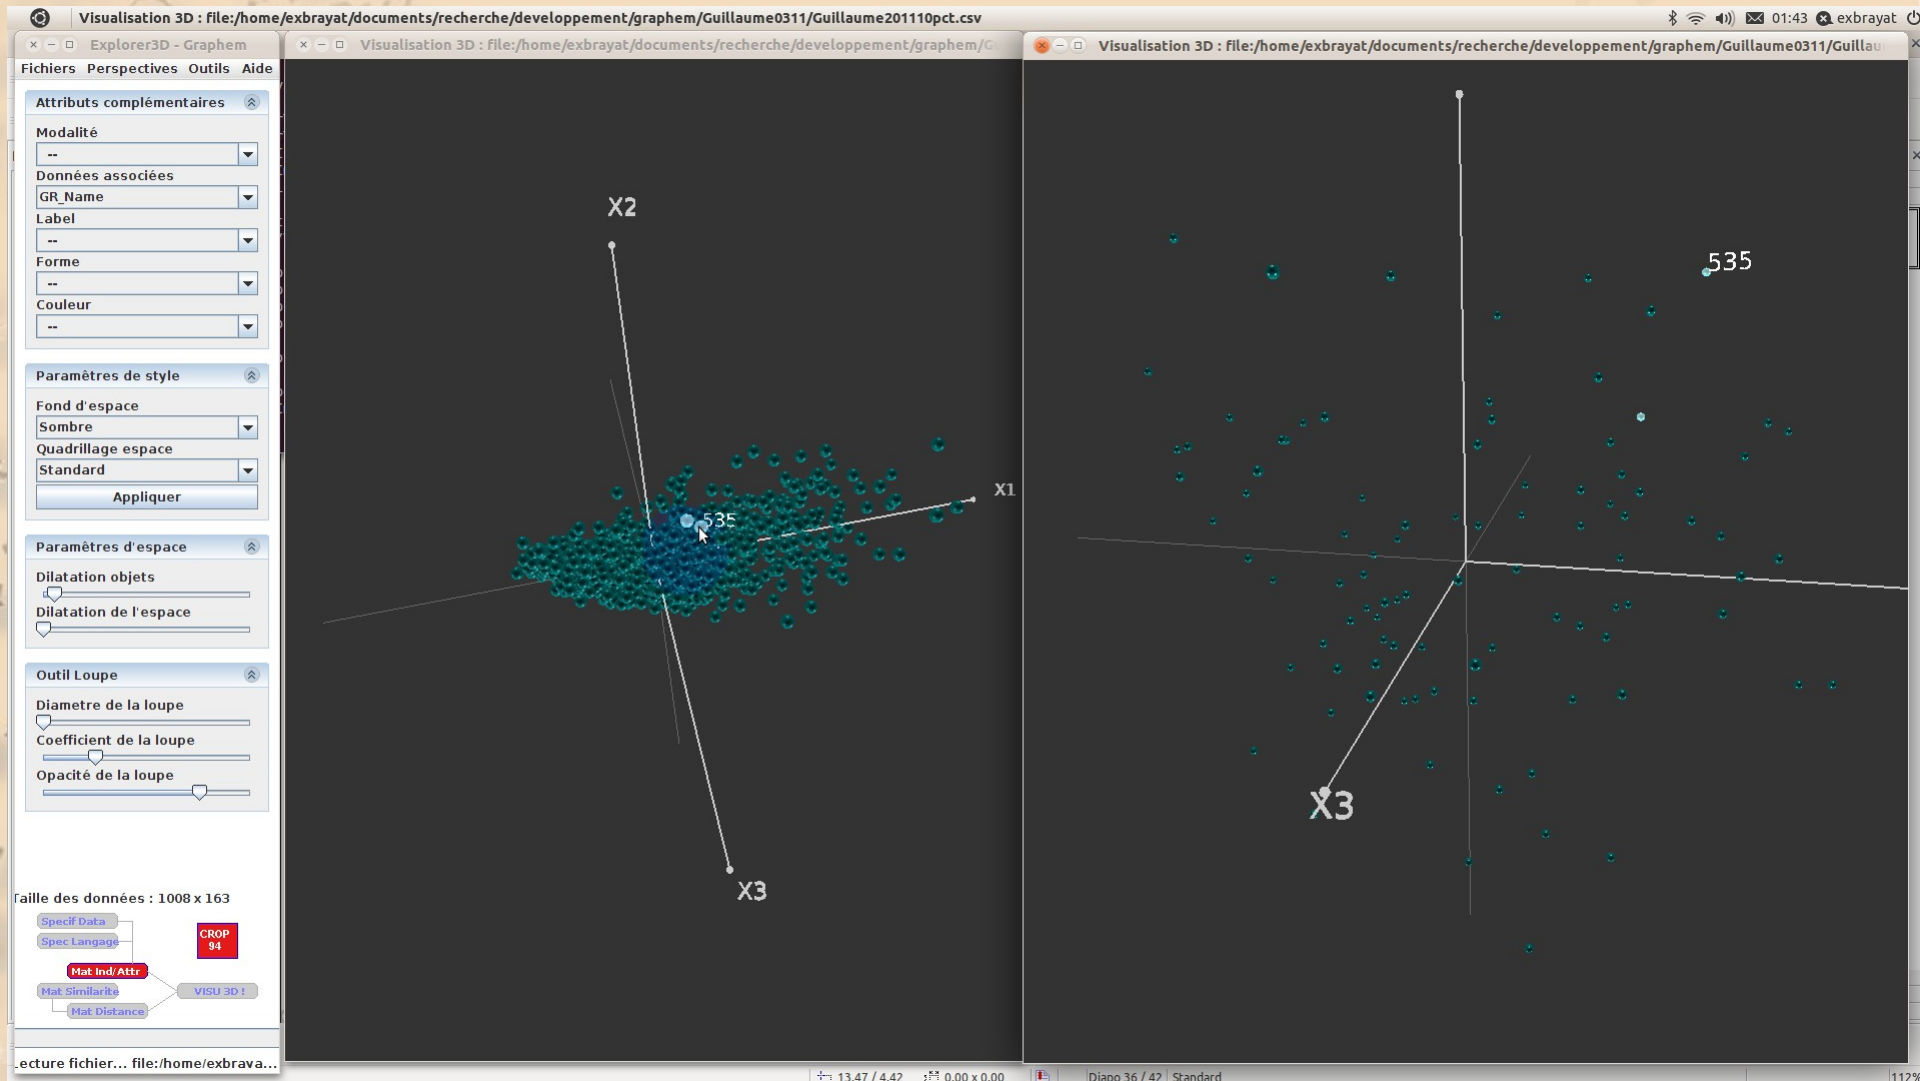 Visualisation 3D : file:/home/exbrayat/documents/recherche/developpement/graphem/Guillaume0311/Guillaume201110pct.csv
01:43 exbrayat
Explorer3D - Graphem
Fichiers Perspectives Outils Aide
Attributs complémentaires
Modalité
--
Données associées
GR_Name
Label
--
Forme
--
Couleur
--
Paramètres de style
Fond d'espace
Sombre
Quadrillage espace
Standard
Appliquer
Paramètres d'espace
Dilatation objets
Dilatation de l'espace
Outil Loupe
Diametre de la loupe
Coefficient de la loupe
Opacité de la loupe
Taille des données : 1008 x 163
Specif Data
Spec Langage
CROP
94
Mat Ind/Attr
Mat Similarite
VISU 3D !
Mat Distance
ecture fichier... file:/home/exbraya...
Visualisation 3D : file:/home/exbrayat/documents/recherche/developpement/graphem/G
X2
X1
535
X3
Visualisation 3D : file:/home/exbrayat/documents/recherche/developpement/graphem/Guillaume0311/Guillau
535
X3
13,47 / 4,42
0,00 x 0,00
Diapo 36 / 42
Standard
112%